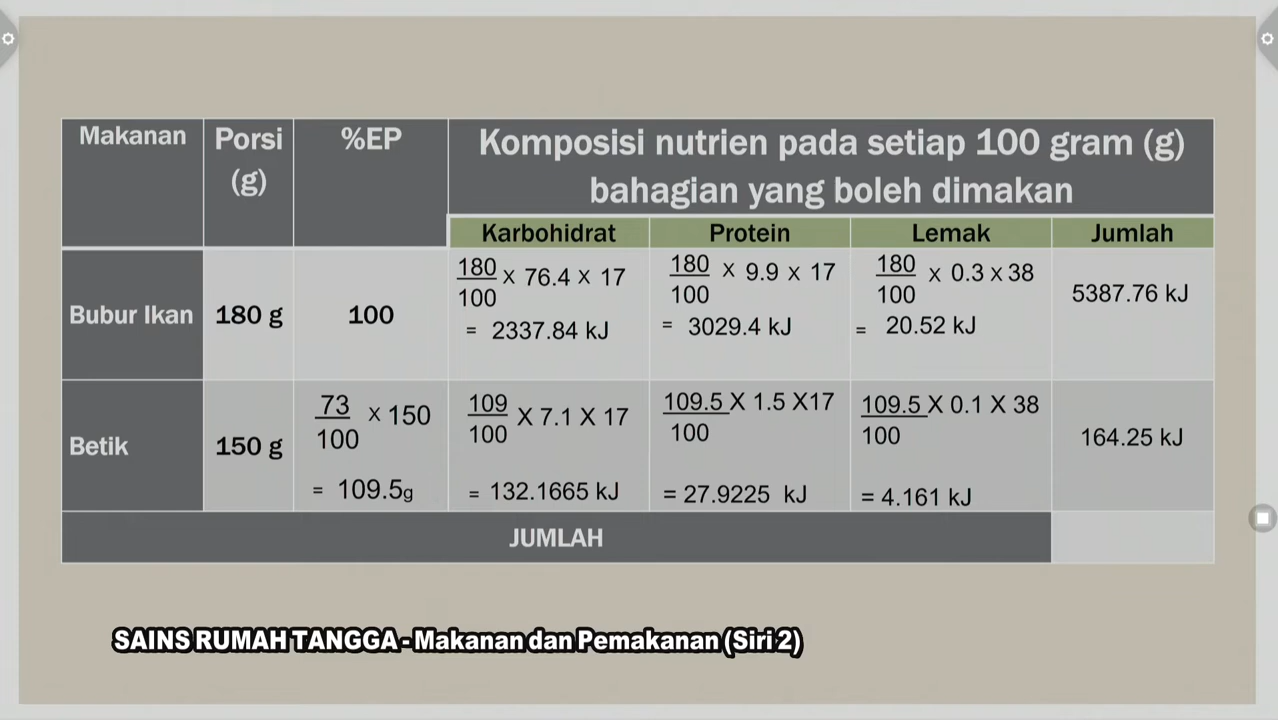 Makanan
Porsi
(g)
%EP
Komposisi nutrien pada setiap 100 gram (g)
bahagian yang boleh dimakan
Karbohidrat
Protein
Lemak
Jumlah
Bubur Ikan
180 g
100
180
100
x 76.4 x 17
= 2337.84 kJ
180
100
x 9.9 x 17
= 3029.4 kJ
180
100
x 0.3 x 38
= 20.52 kJ
5387.76 kJ
Betik
150 g
73
100
x 150
= 109.5g
109
100
X 7.1 X 17
= 132.1665 kJ
109.5 X 1.5 X17
100
= 27.9225 kJ
109.5 X 0.1 X 38
100
= 4.161 kJ
164.25 kJ
JUMLAH
SAINS RUMAH TANGGA - Makanan dan Pemakanan (Siri 2)